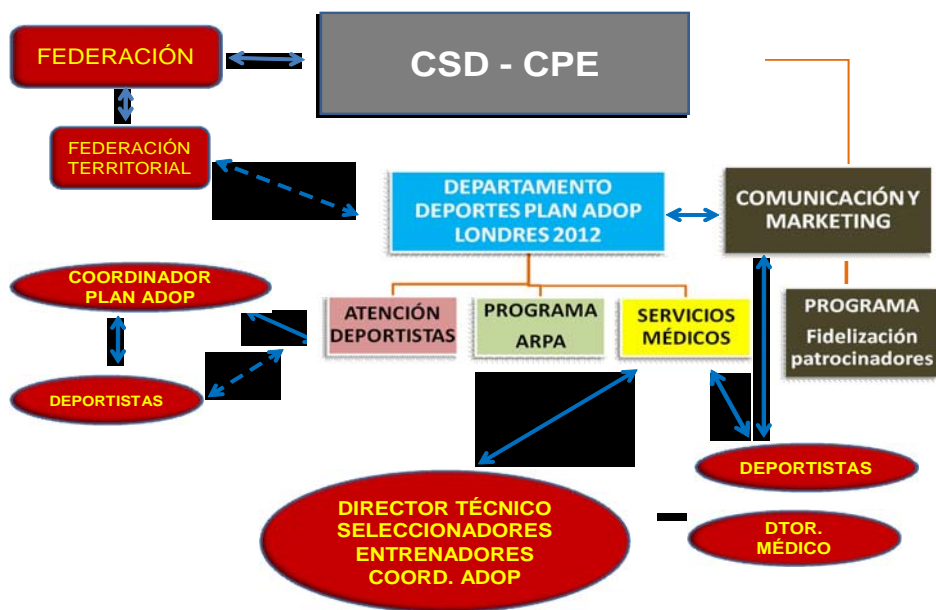 FEDERACIÓN
CSD - CPE
FEDERACIÓN
TERRITORIAL
DEPARTAMENTO
DEPORTES PLAN ADOP
LONDRES 2012
COMUNICACIÓN Y
MARKETING
COORDINADOR
PLAN ADOP
ATENCIÓN
DEPORTISTAS
PROGRAMA
ARPA
SERVICIOS
MÉDICOS
PROGRAMA
Fidelización
patrocinadores
DEPORTISTAS
DEPORTISTAS
DIRECTOR TÉCNICO
SELECCIONADORES
ENTRENADORES
COORD. ADOP
DTOR.
MÉDICO